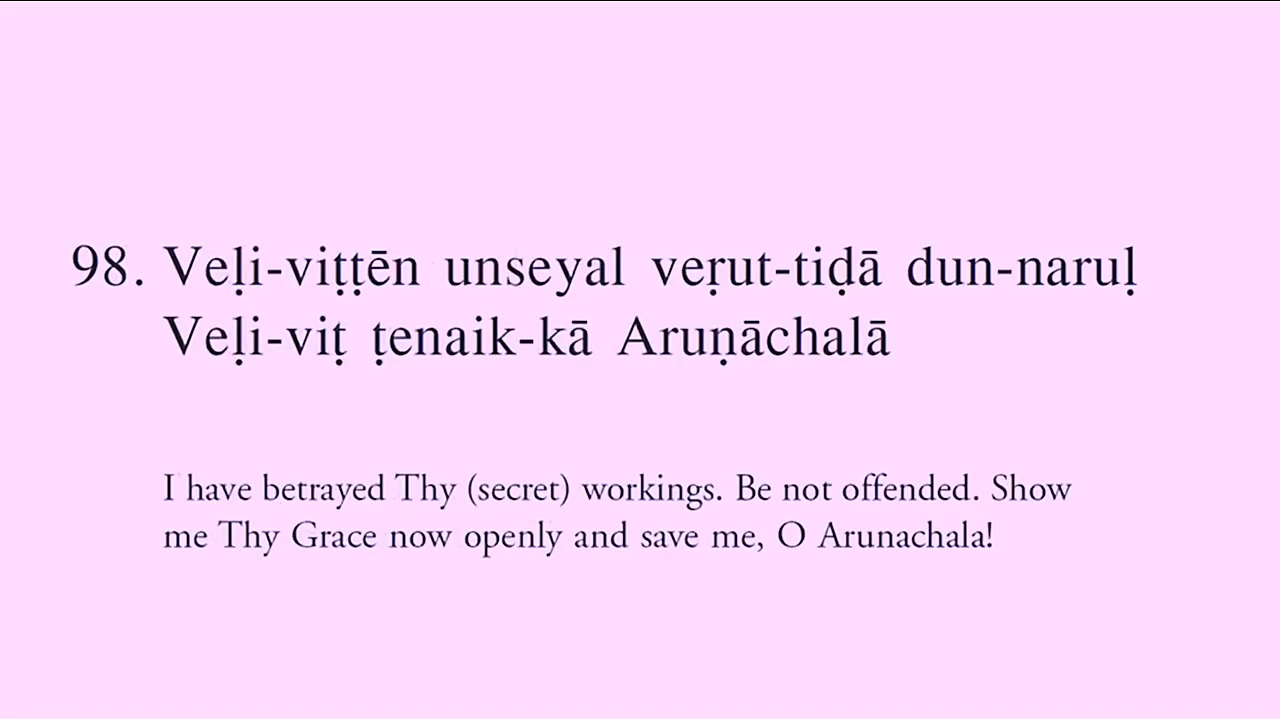 98. Veḷi-viṭṭēn unseyal veṛut-tiḍā dun-naruḷ
Veḷi-viṭ ṭenaik-kā Aruṇāchalā
I have betrayed Thy (secret) workings. Be not offended. Show
me Thy Grace now openly and save me, O Arunachala!